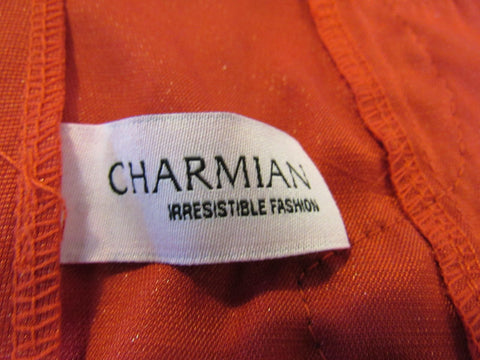 CHARMIAN
IRRESISTIBLE FASHION